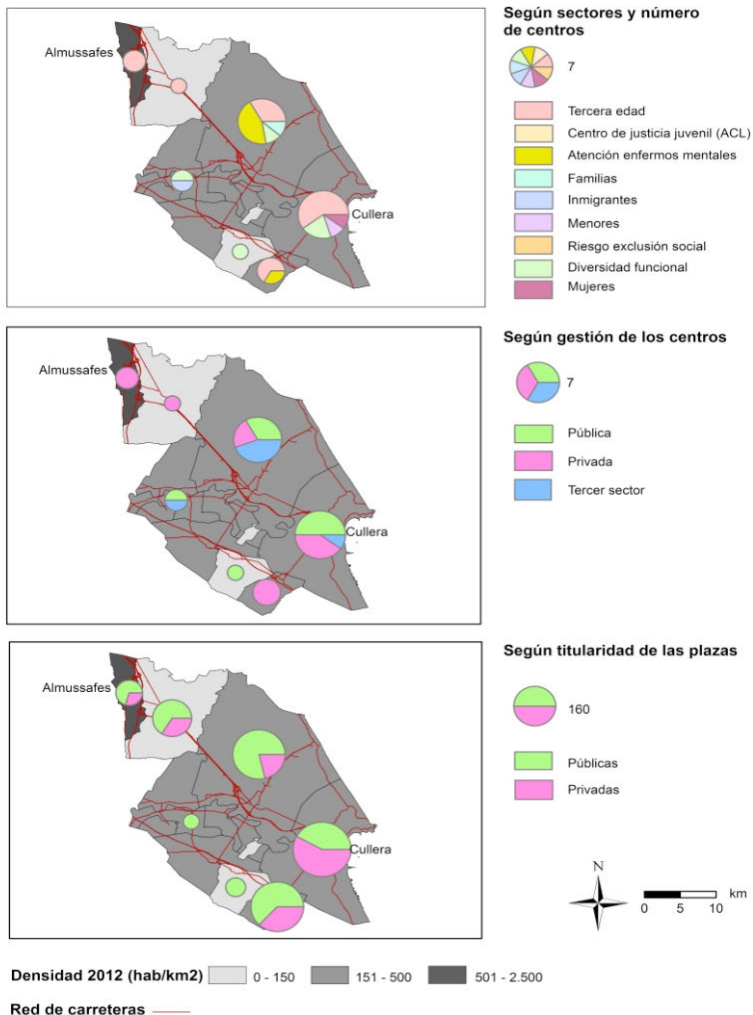 Según sectores y número
de centros
Almussafes
7
Tercera edad
Centro de justicia juvenil (ACL)
Atención enfermos mentales
Familias
Inmigrantes
Cullera
Menores
Riesgo exclusión social
Diversidad funcional
Mujeres
Según gestión de los centros
Almussafes
7
Pública
Privada
Tercer sector
Cullera
Según titularidad de las plazas
Almussafes
160
Públicas
Privadas
Cullera
N
km
0 5 10
Densidad 2012 (hab/km2) 0 - 150 151 - 500 501 - 2.500
Red de carreteras